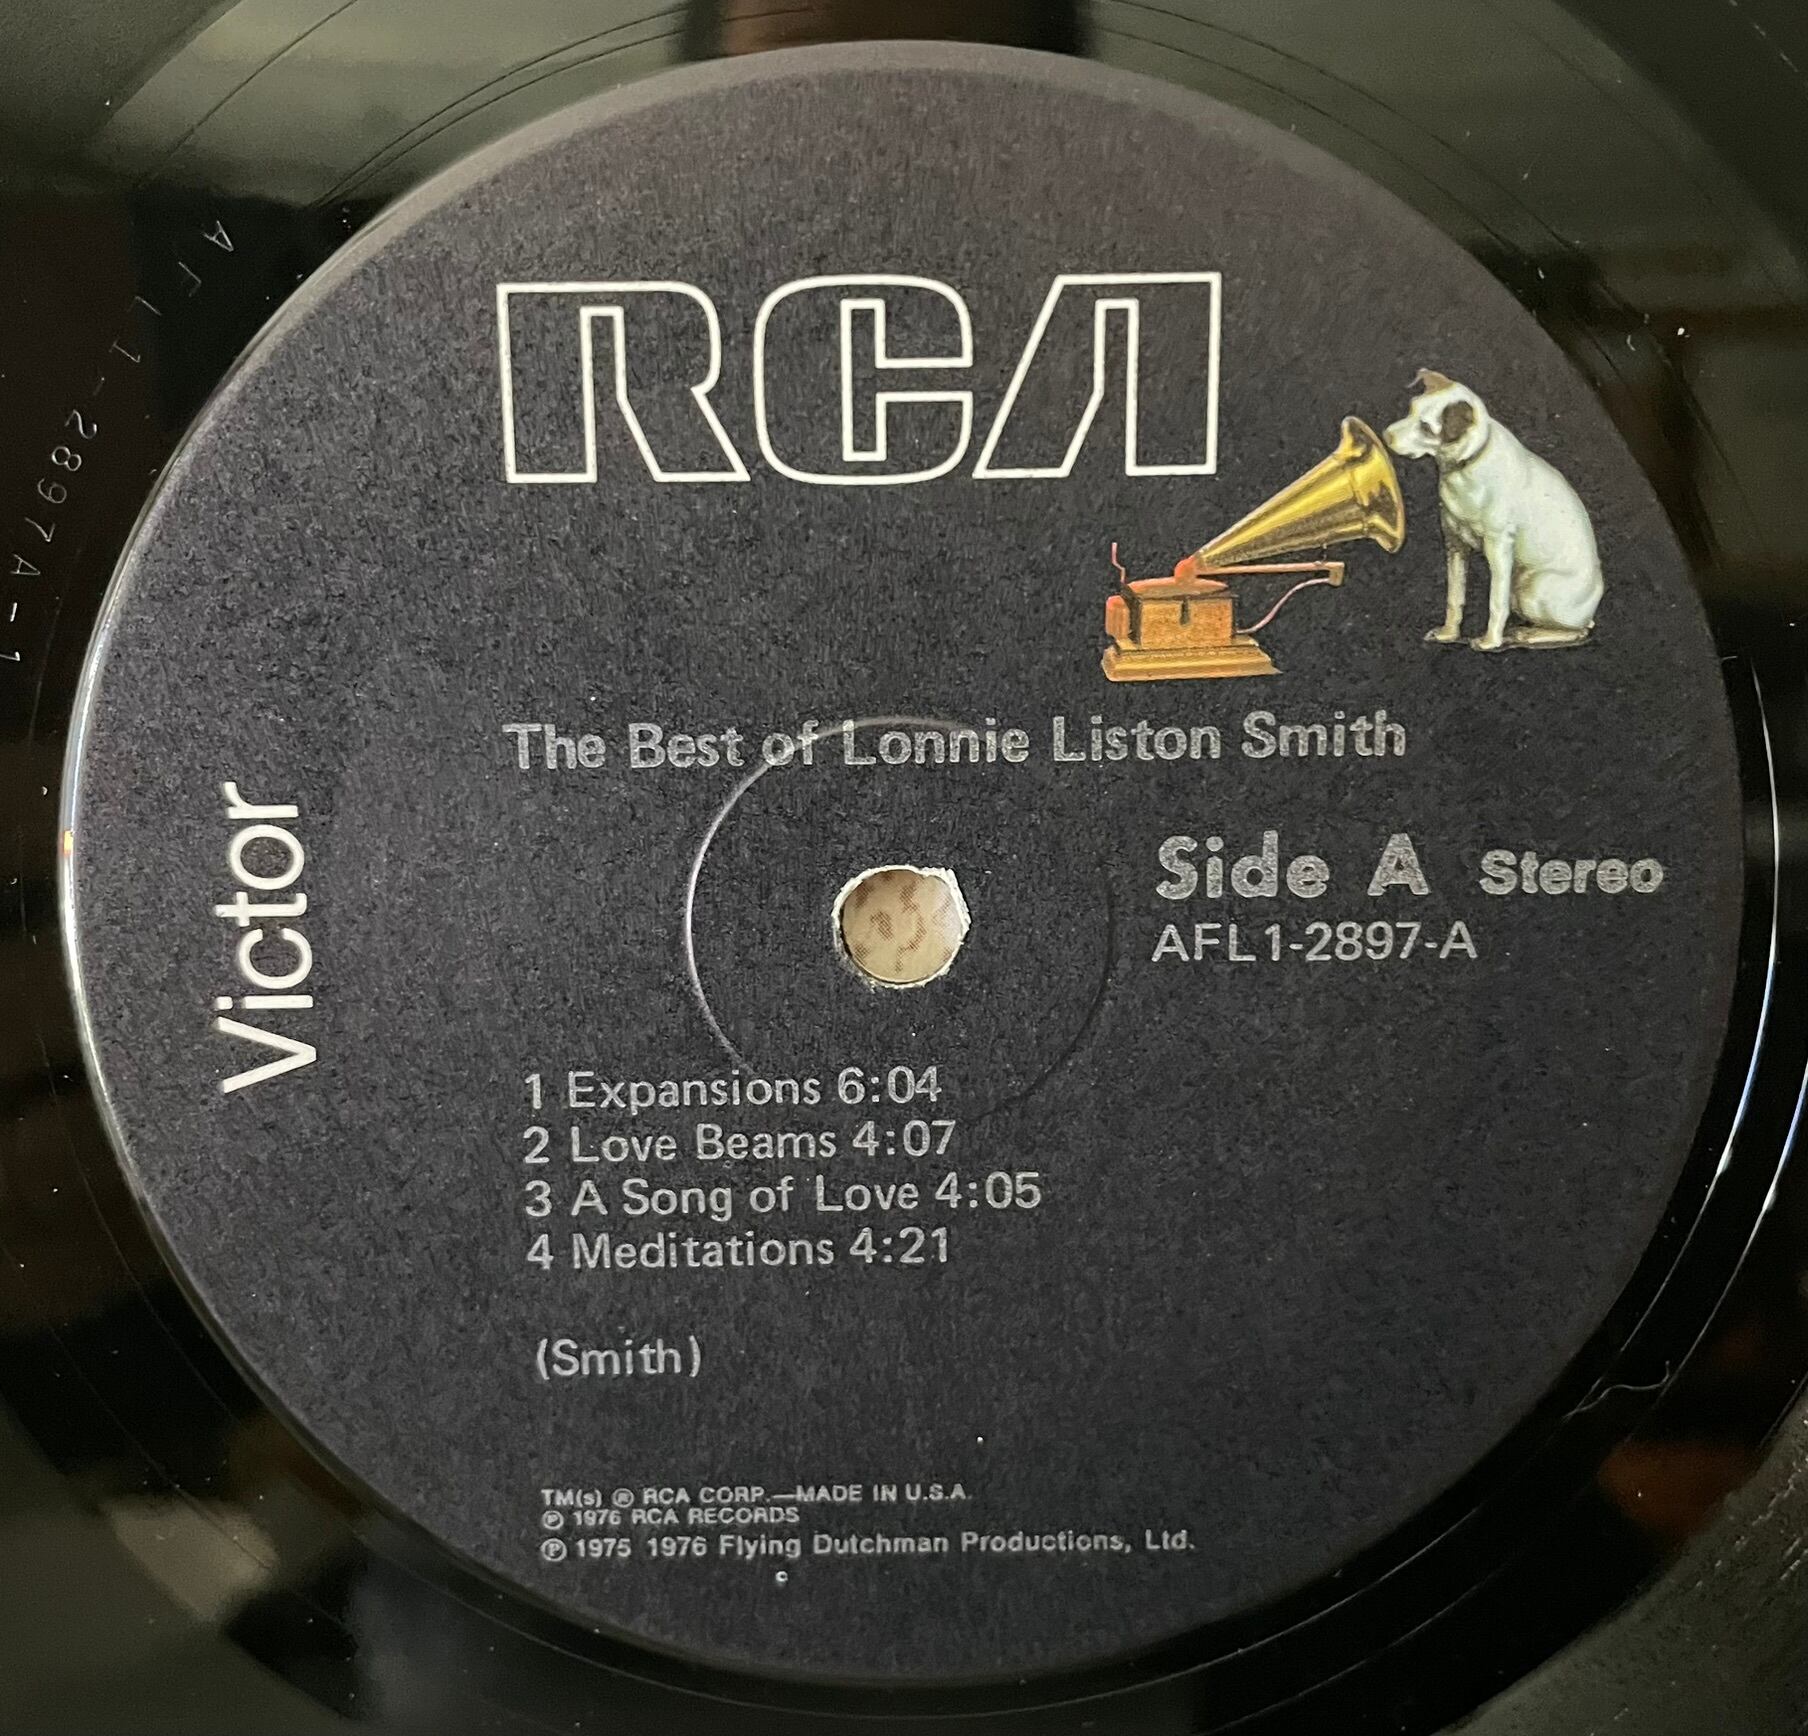 RCA
Victor
The Best of Lonnie Liston Smith
Side A Stereo
AFL1-2897-A
1 Expansions 6:04
2 Love Beams 4:07
3 A Song of Love 4:05
4 Meditations 4:21
(Smith)
TM(s) ® RCA CORP.—MADE IN U.S.A.
℗ 1976 RCA RECORDS
℗ 1975 1976 Flying Dutchman Productions, Ltd.
c
AFL1-2897A-1